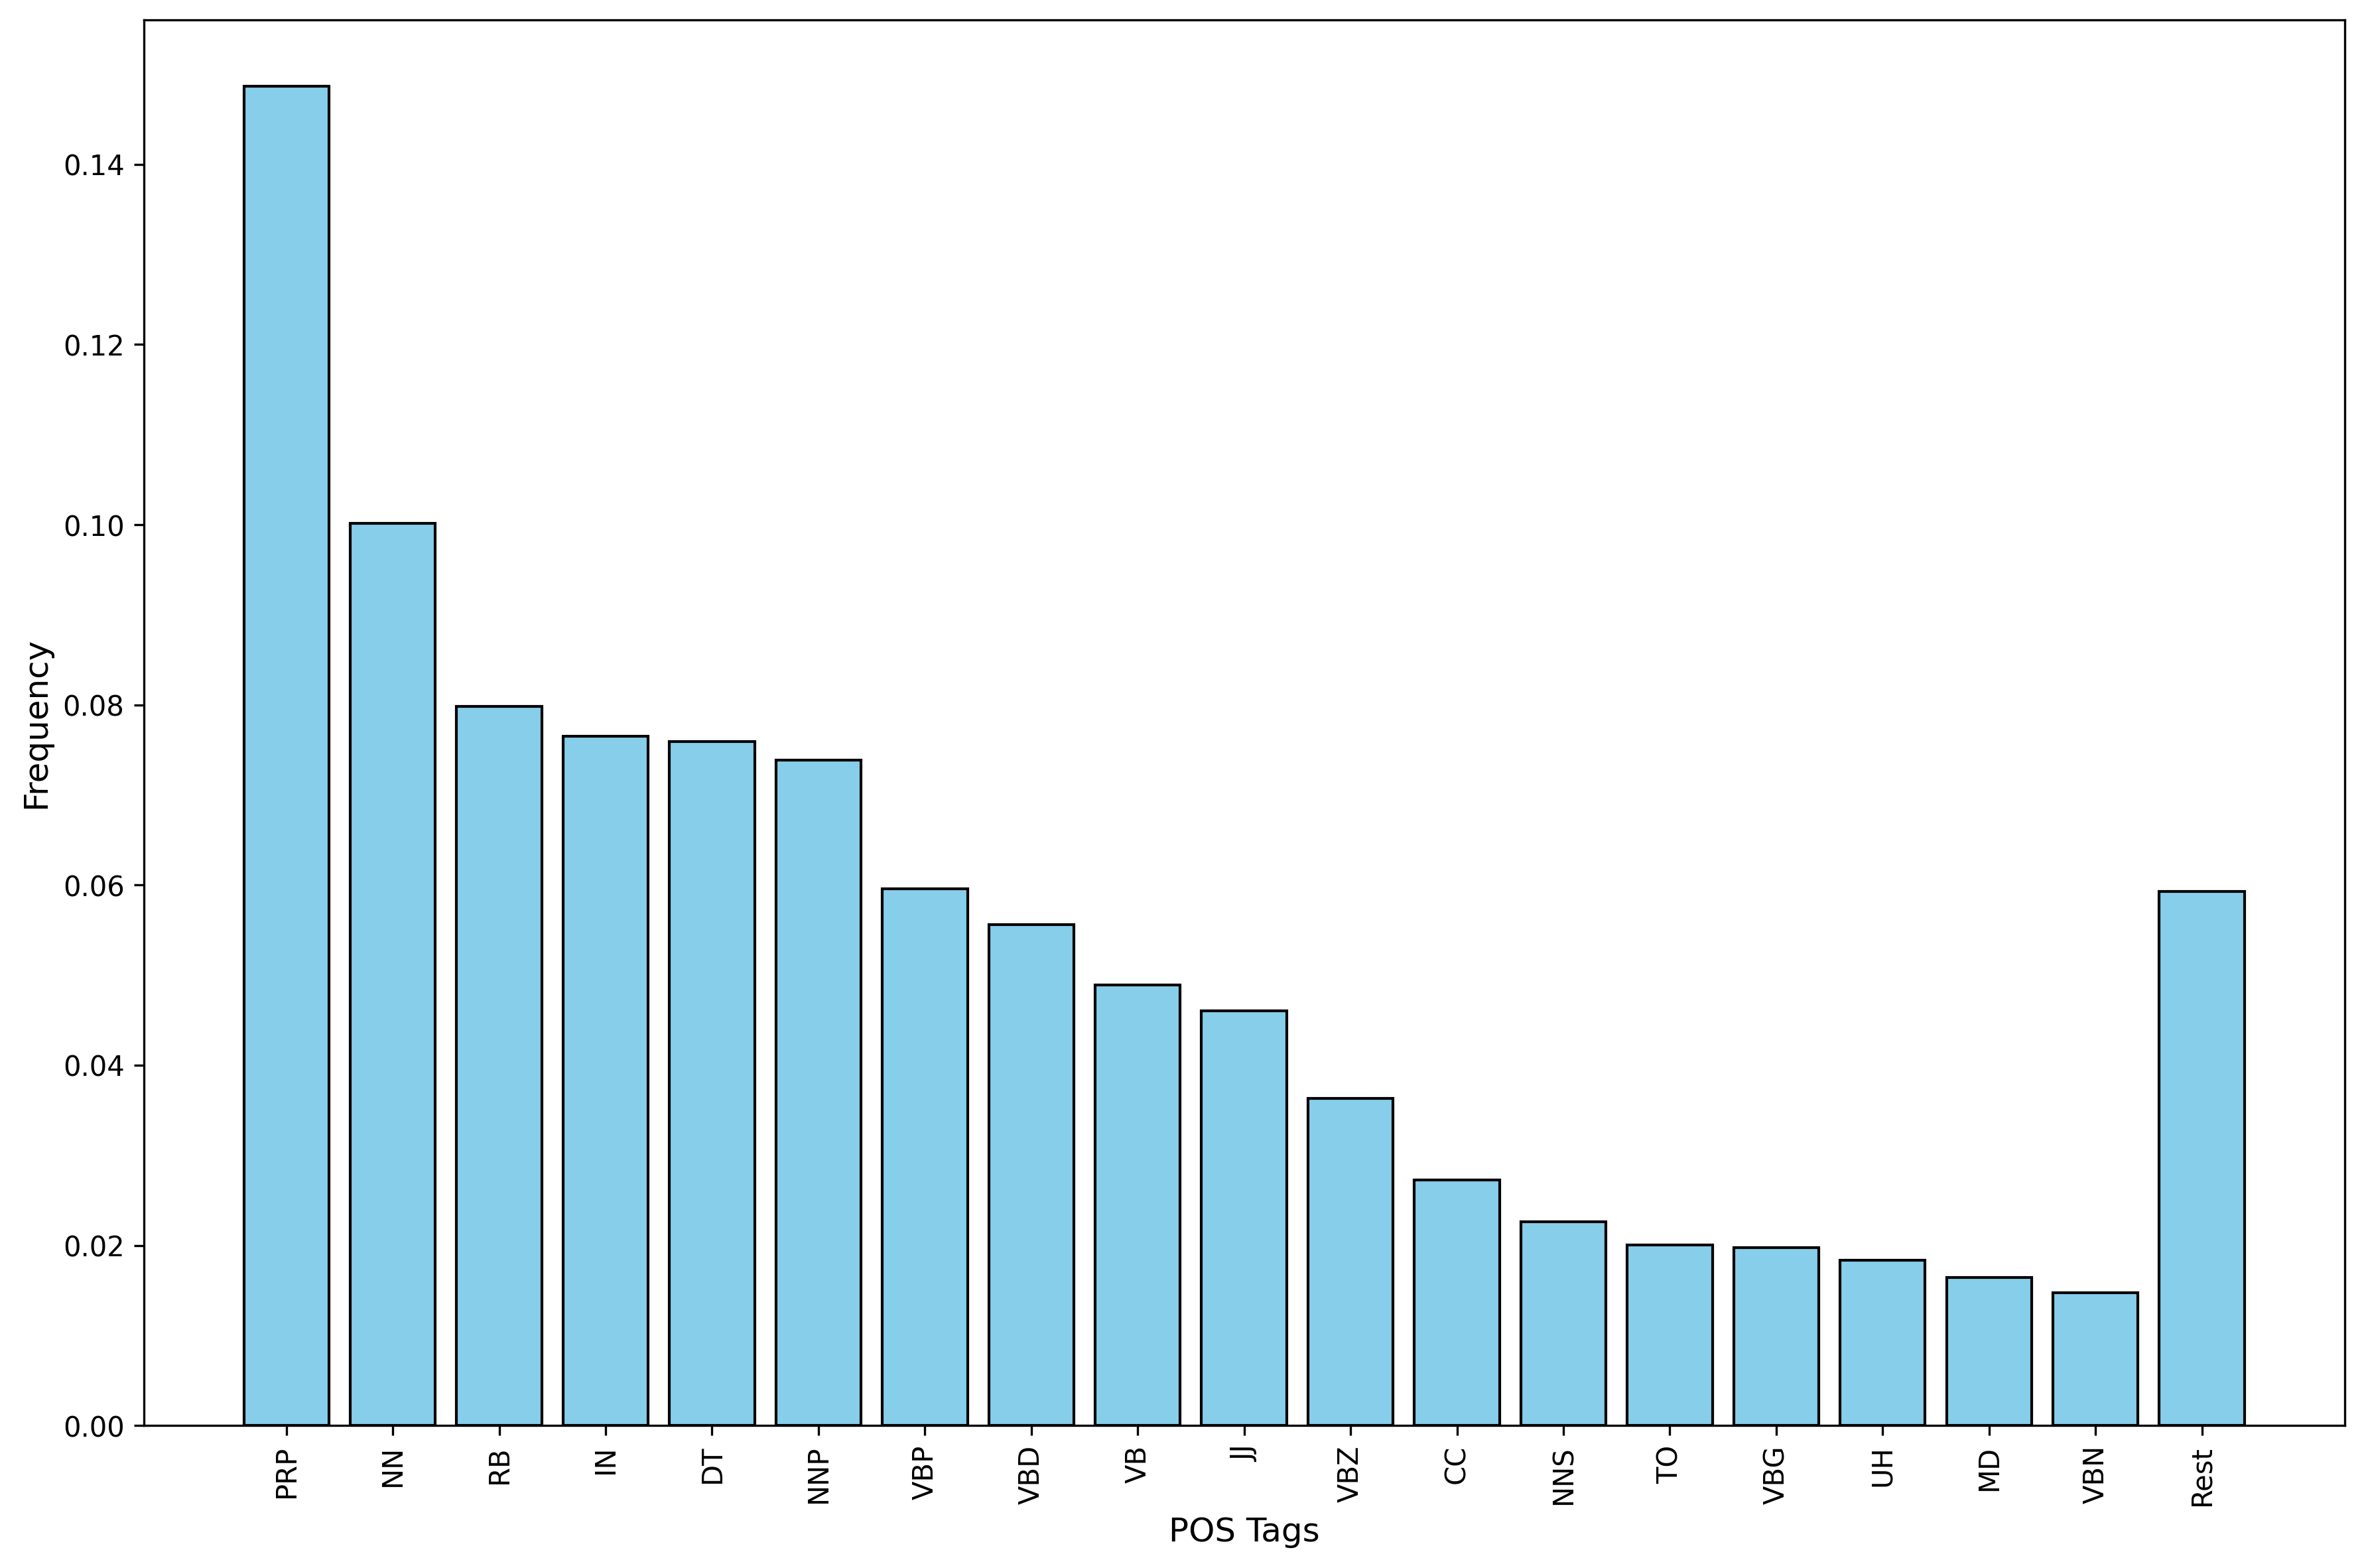 0.14
0.12
0.10
0.08
0.06
0.04
0.02
0.00
Frequency
PRP
NN
RB
IN
DT
NNP
VBP
VBD
VB
JJ
VBZ
CC
NNS
TO
VBG
UH
MD
VBN
Rest
POS Tags